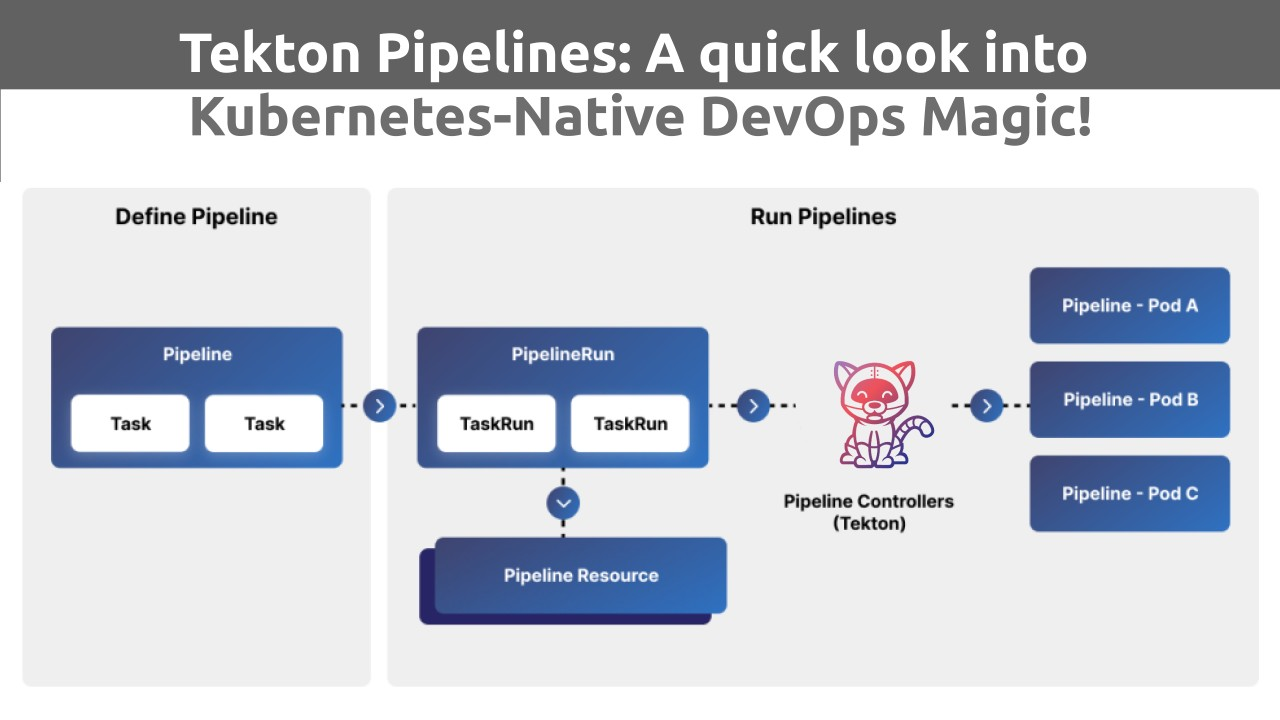 Tekton Pipelines: A quick look into
Kubernetes-Native DevOps Magic!
Define Pipeline
Pipeline
Task
Task
Run Pipelines
PipelineRun
TaskRun
TaskRun
Pipeline Resource
Pipeline Controllers
(Tekton)
Pipeline - Pod A
Pipeline - Pod B
Pipeline - Pod C